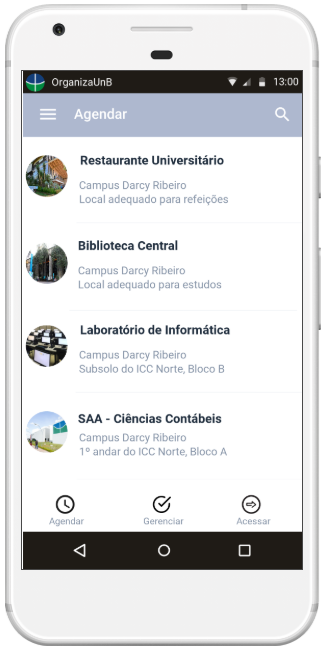 OrganizaUnB 13:00
Agendar
Restaurante Universitário
Campus Darcy Ribeiro
Local adequado para refeições
Biblioteca Central
Campus Darcy Ribeiro
Local adequado para estudos
Laboratório de Informática
Campus Darcy Ribeiro
Subsolo do ICC Norte, Bloco B
SAA - Ciências Contábeis
Campus Darcy Ribeiro
1º andar do ICC Norte, Bloco A
Agendar Gerenciar Acessar